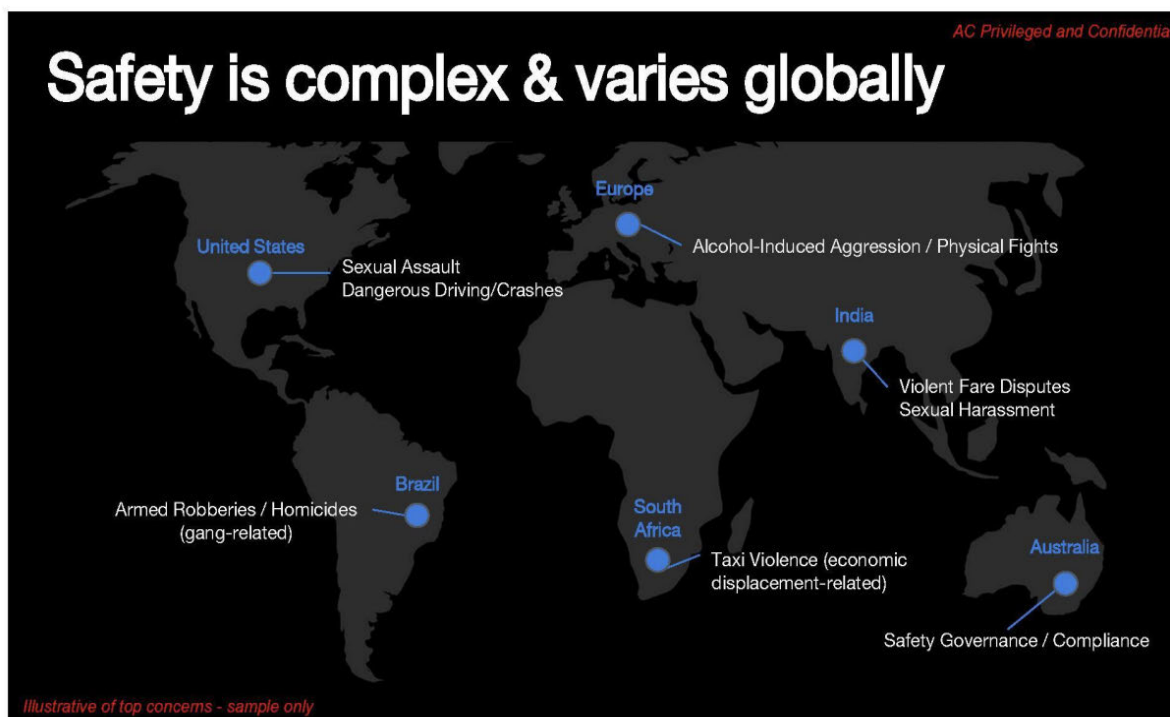 AC Privileged and Confidential
Safety is complex & varies globally
Europe
Alcohol-Induced Aggression / Physical Fights
United States
Sexual Assault
Dangerous Driving/Crashes
India
Violent Fare Disputes
Sexual Harassment
Brazil
Armed Robberies / Homicides
(gang-related)
South
Africa
Taxi Violence (economic
displacement-related)
Australia
Safety Governance / Compliance
Illustrative of top concerns - sample only